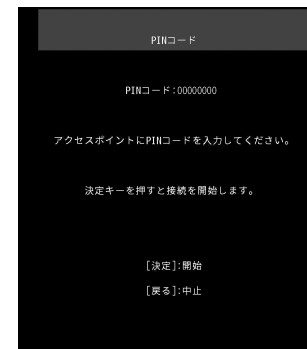 PINコード
PINコード:00000000
アクセスポイントにPINコードを入力してください。
決定キーを押すと接続を開始します。
[決定]:開始
[戻る]:中止